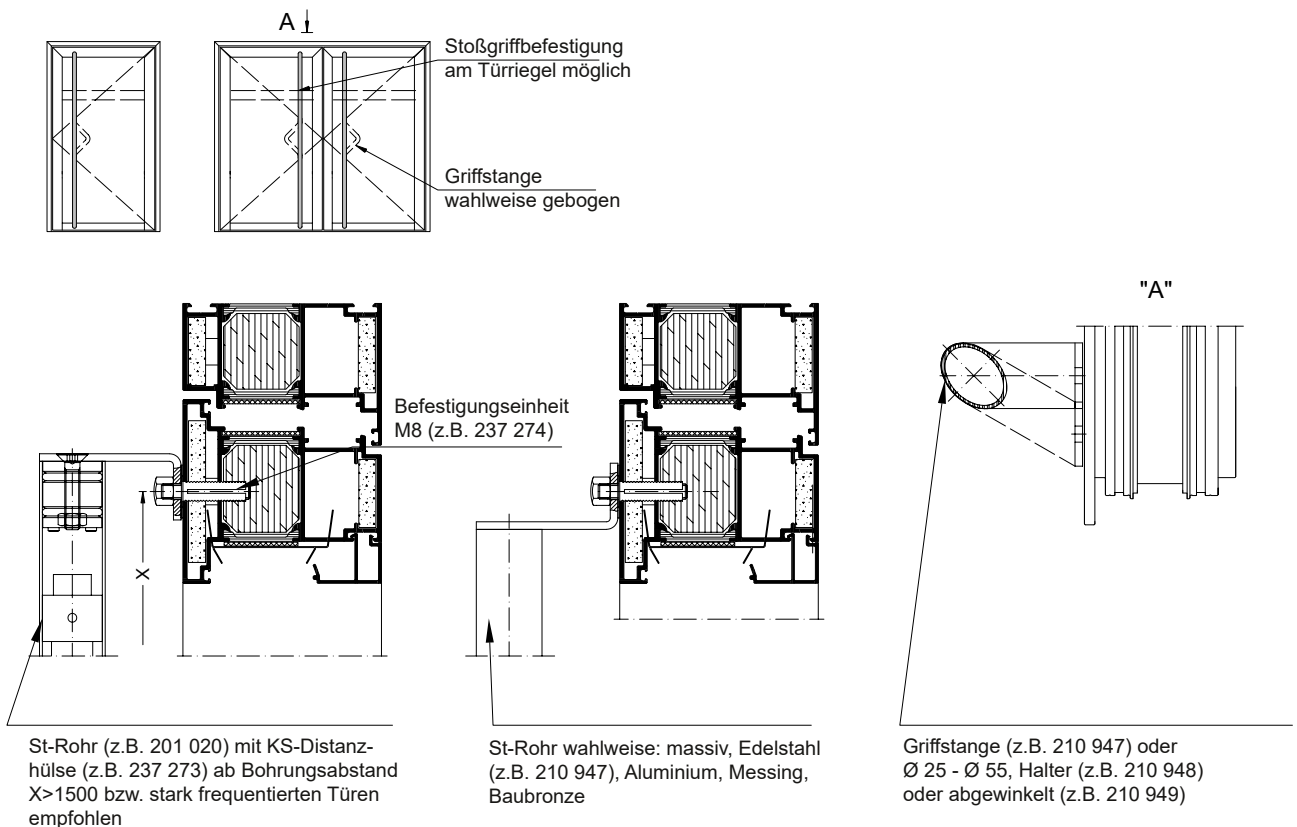 A
Stoßgriffbefestigung
am Türriegel möglich
Griffstange
wahlweise gebogen
"A"
Befestigungseinheit
M8 (z.B. 237 274)
X
St-Rohr (z.B. 201 020) mit KS-Distanz-
hülse (z.B. 237 273) ab Bohrungsabstand
X>1500 bzw. stark frequentierten Türen
empfohlen
St-Rohr wahlweise: massiv, Edelstahl
(z.B. 210 947), Aluminium, Messing,
Baubronze
Griffstange (z.B. 210 947) oder
Ø 25 - Ø 55, Halter (z.B. 210 948)
oder abgewinkelt (z.B. 210 949)